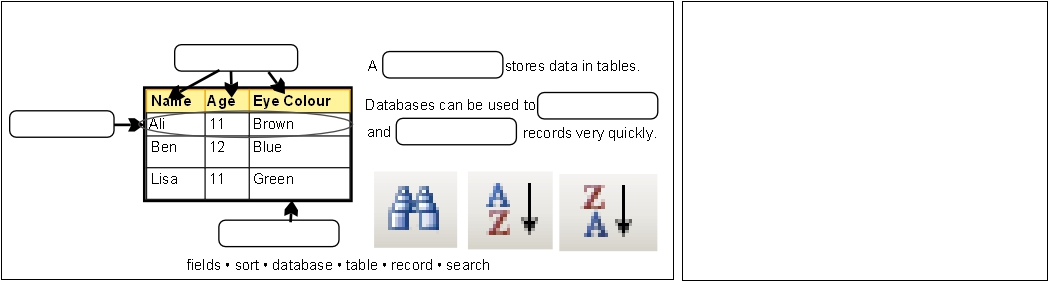 A stores data in tables.
Name Age Eye Colour
Databases can be used to
Ali 11 Brown
and records very quickly.
Ben 12 Blue
Lisa 11 Green
A Z
Z A
fields • sort • database • table • record • search